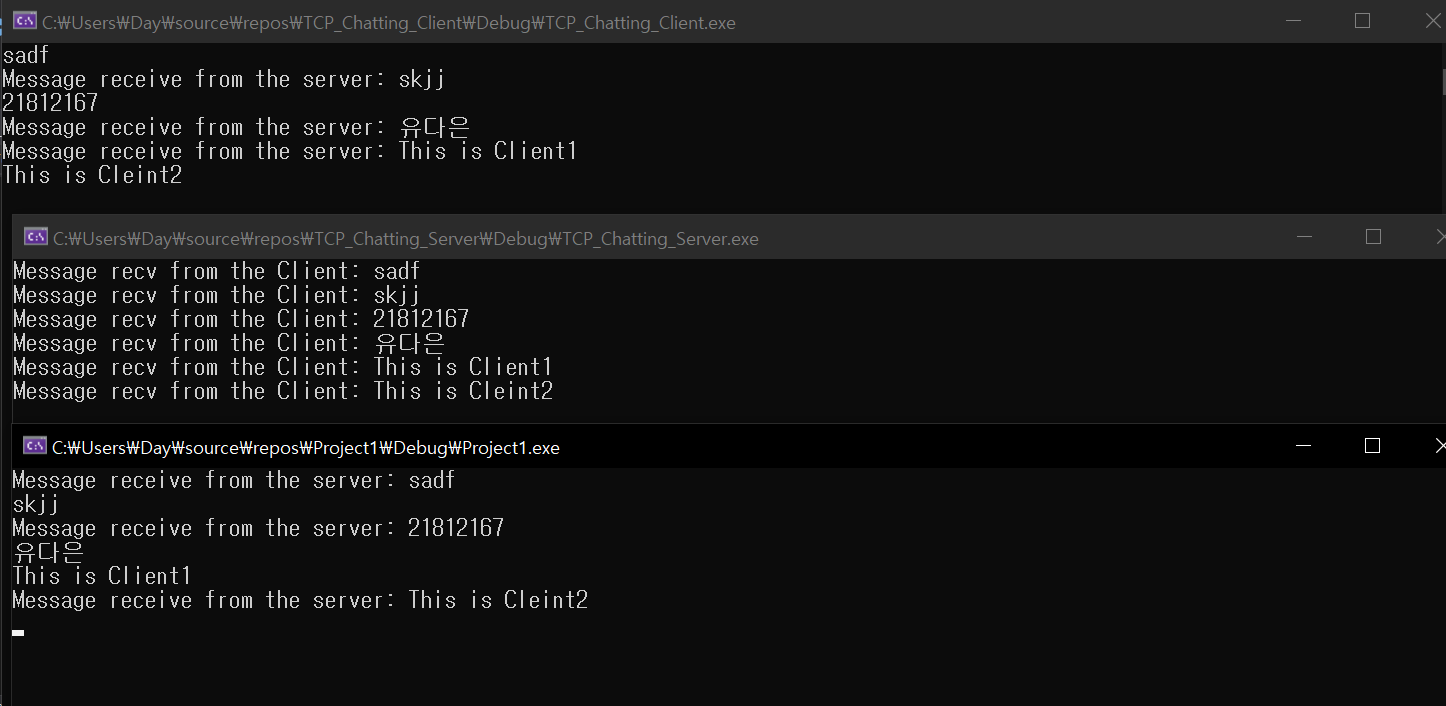 C:₩Users₩Day₩source₩repos₩TCP_Chatting_Client₩Debug₩TCP_Chatting_Client.exe
sadf
Message receive from the server: skjj
21812167
Message receive from the server: 유다은
Message receive from the server: This is Client1
This is Cleint2
C:₩Users₩Day₩source₩repos₩TCP_Chatting_Server₩Debug₩TCP_Chatting_Server.exe
Message recv from the Client: sadf
Message recv from the Client: skjj
Message recv from the Client: 21812167
Message recv from the Client: 유다은
Message recv from the Client: This is Client1
Message recv from the Client: This is Cleint2
C:₩Users₩Day₩source₩repos₩Project1₩Debug₩Project1.exe
Message receive from the server: sadf
skjj
Message receive from the server: 21812167
유다은
This is Client1
Message receive from the server: This is Cleint2